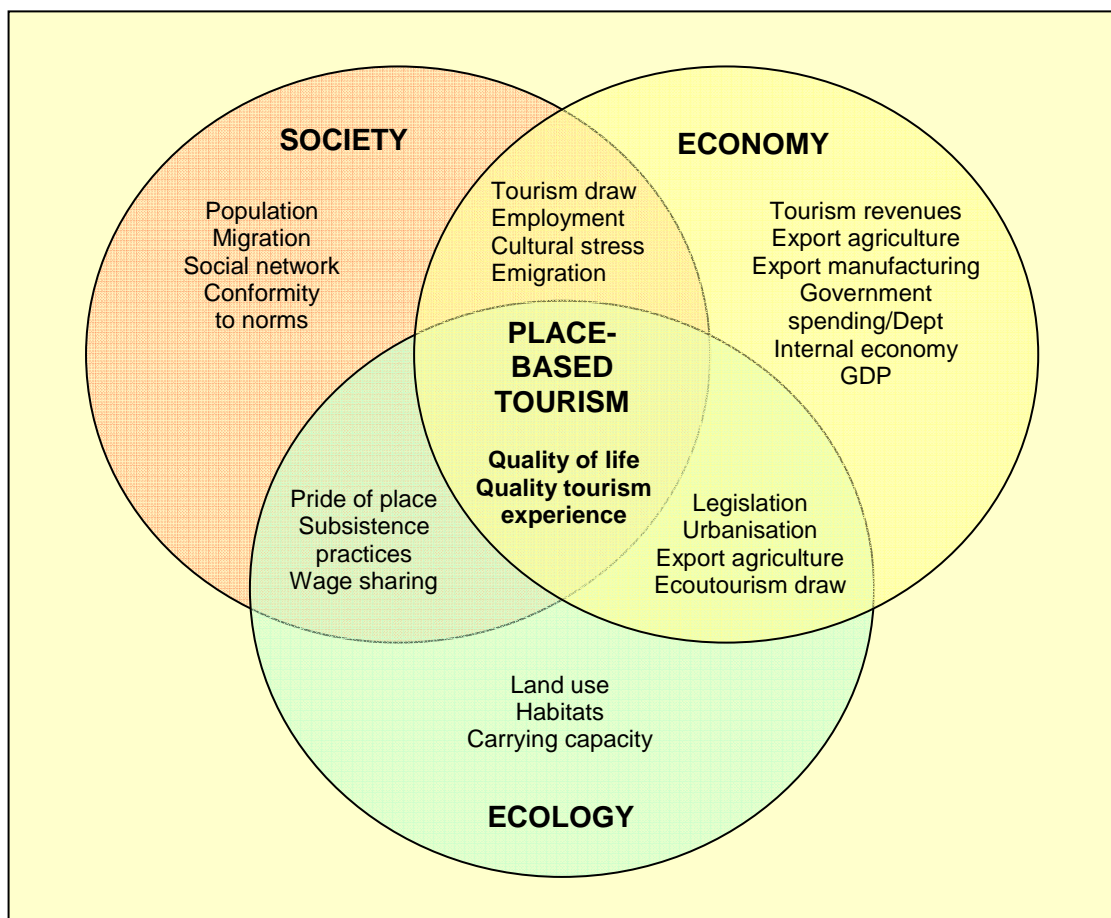 SOCIETY
Population
Migration
Social network
Conformity
to norms
Tourism draw
Employment
Cultural stress
Emigration
ECONOMY
Tourism revenues
Export agriculture
Export manufacturing
Government
spending/Dept
Internal economy
GDP
PLACE-
BASED
TOURISM
Quality of life
Quality tourism
experience
Pride of place
Subsistence
practices
Wage sharing
Legislation
Urbanisation
Export agriculture
Ecoutourism draw
Land use
Habitats
Carrying capacity
ECOLOGY